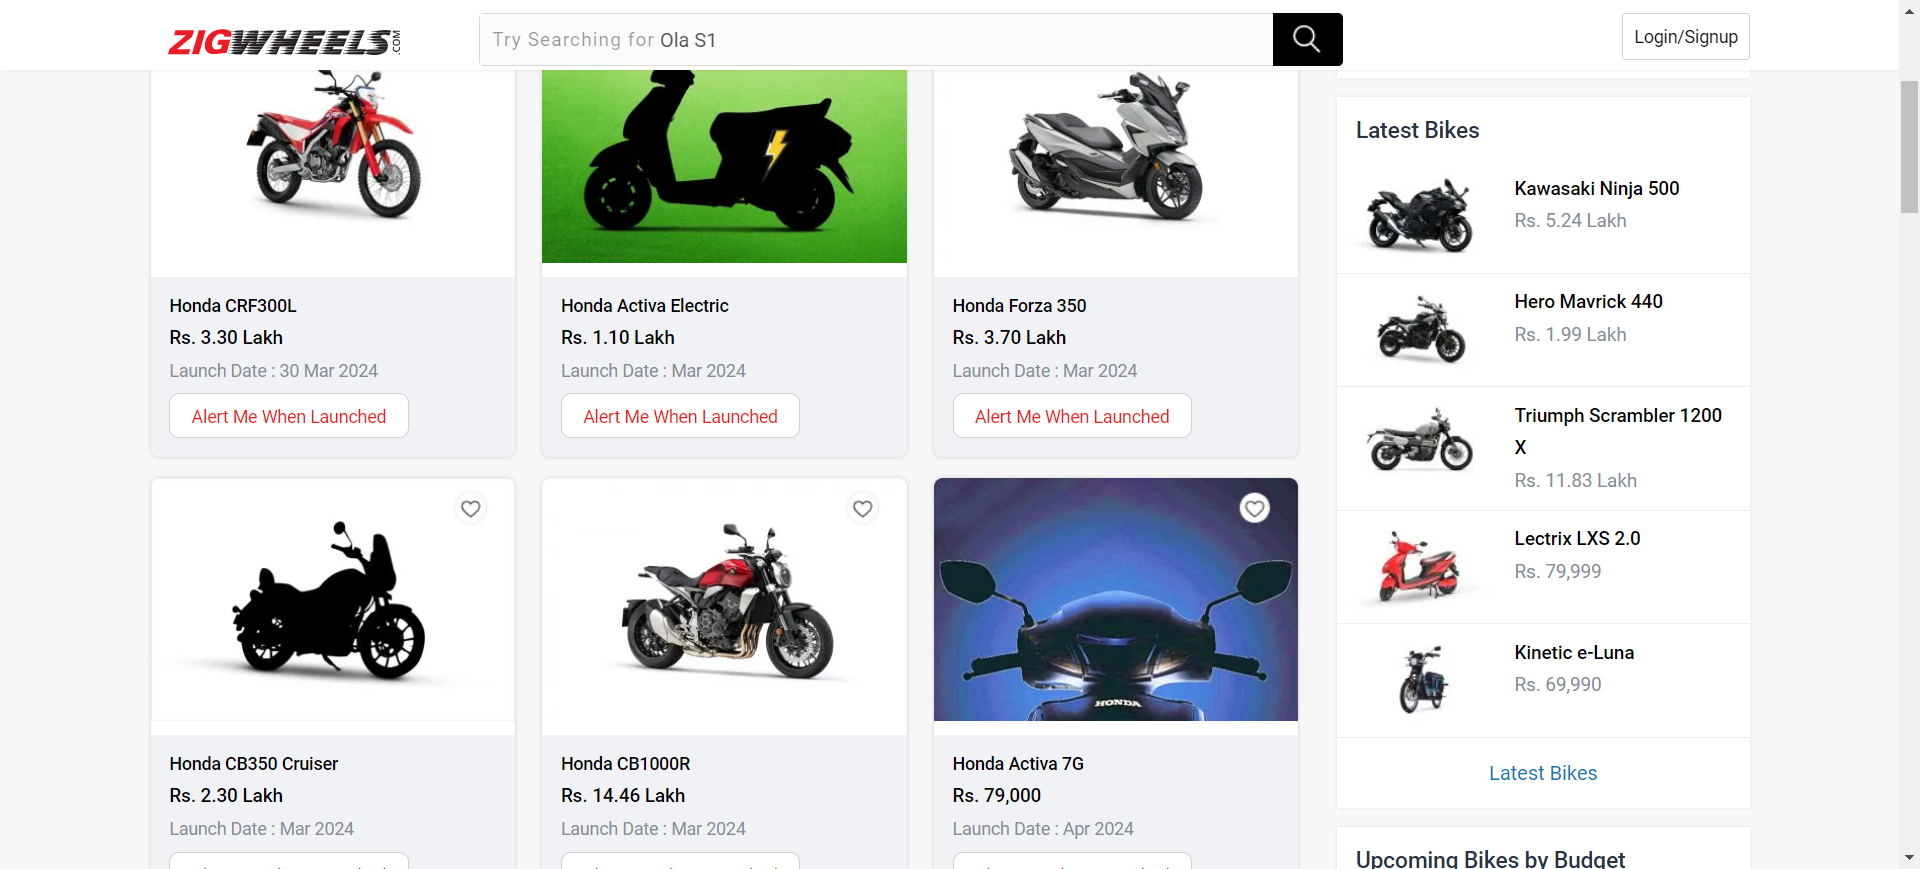 ZIGWHEELS.COM
Try Searching for Ola S1
Login/Signup
Honda CRF300L
Rs. 3.30 Lakh
Launch Date : 30 Mar 2024
Alert Me When Launched
Honda Activa Electric
Rs. 1.10 Lakh
Launch Date : Mar 2024
Alert Me When Launched
Honda Forza 350
Rs. 3.70 Lakh
Launch Date : Mar 2024
Alert Me When Launched
Honda CB350 Cruiser
Rs. 2.30 Lakh
Launch Date : Mar 2024
Honda CB1000R
Rs. 14.46 Lakh
Launch Date : Mar 2024
HONDA
Honda Activa 7G
Rs. 79,000
Launch Date : Apr 2024
Latest Bikes
Kawasaki Ninja 500
Rs. 5.24 Lakh
Hero Mavrick 440
Rs. 1.99 Lakh
Triumph Scrambler 1200
X
Rs. 11.83 Lakh
Lectrix LXS 2.0
Rs. 79,999
Kinetic e-Luna
Rs. 69,990
Latest Bikes
Upcoming Bikes by Budget